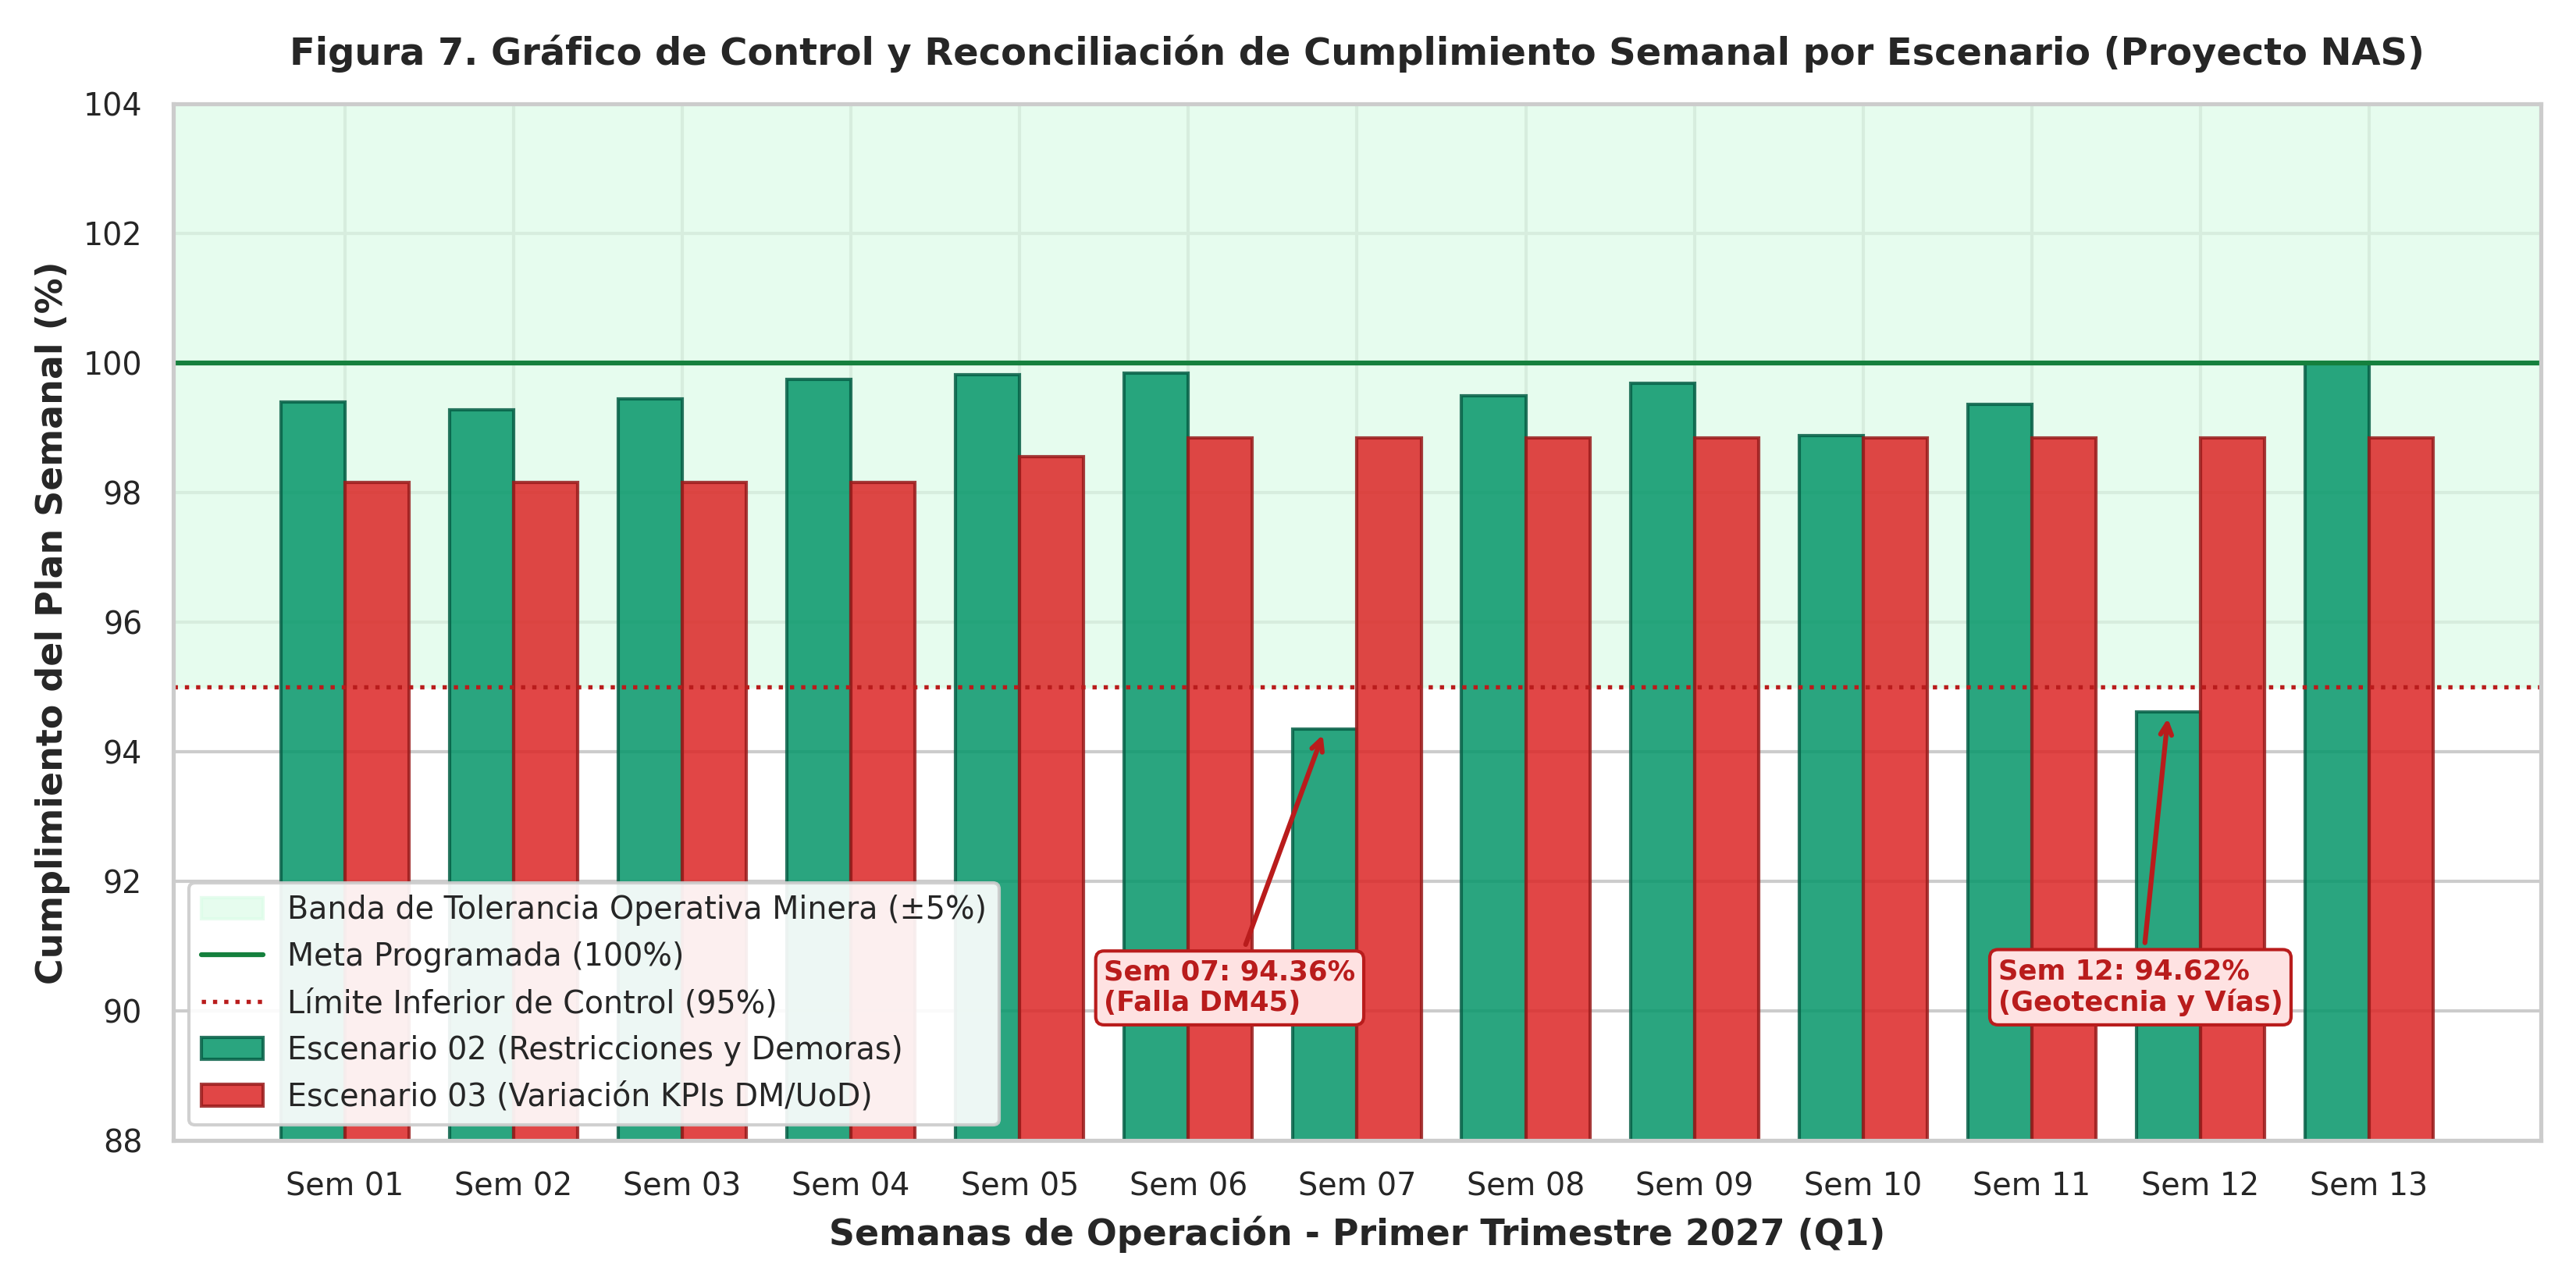 Figura 7. Gráfico de Control y Reconciliación de Cumplimiento Semanal por Escenario (Proyecto NAS)
Cumplimiento del Plan Semanal (%)
104
102
100
98
96
94
92
90
88
Banda de Tolerancia Operativa Minera (±5%)
Meta Programada (100%)
Límite Inferior de Control (95%)
Escenario 02 (Restricciones y Demoras)
Escenario 03 (Variación KPIs DM/UoD)
Sem 07: 94.36%
(Falla DM45)
Sem 12: 94.62%
(Geotecnia y Vías)
Sem 01
Sem 02
Sem 03
Sem 04
Sem 05
Sem 06
Sem 07
Sem 08
Sem 09
Sem 10
Sem 11
Sem 12
Sem 13
Semanas de Operación - Primer Trimestre 2027 (Q1)